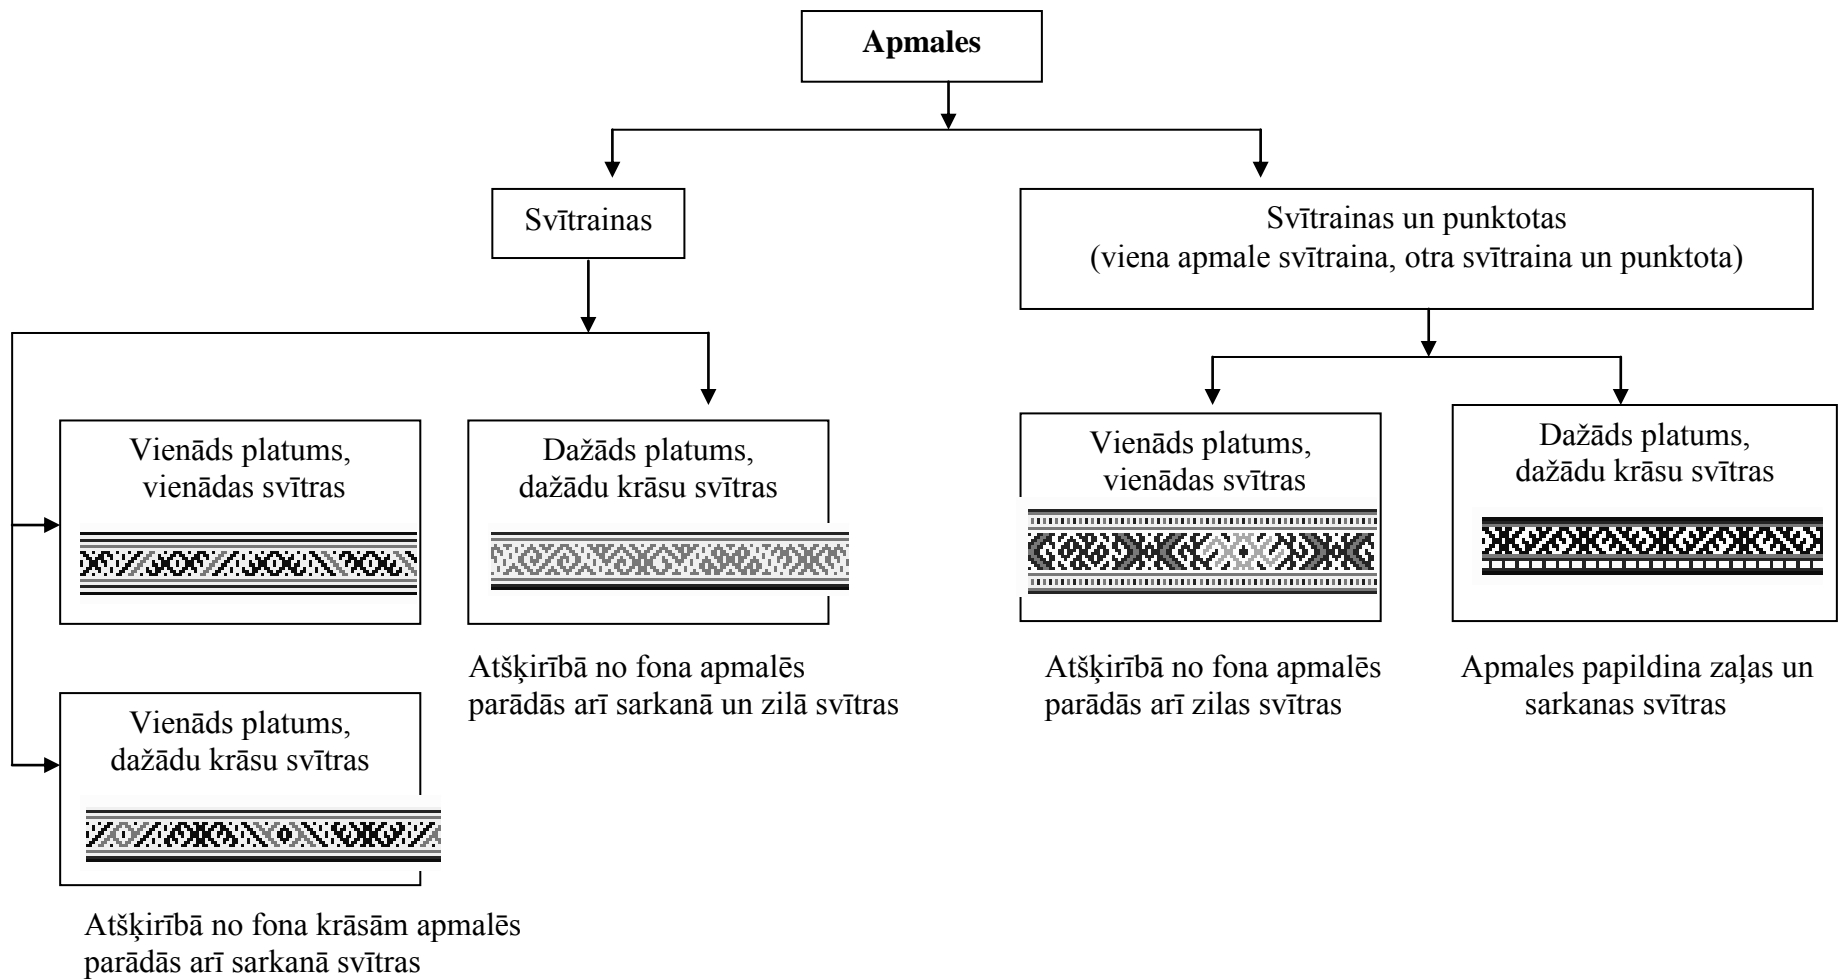 Apmales
Svītrainas
Svītrainas un punktotas
(viena apmale svītraina, otra svītraina un punktota)
Vienāds platums,
vienādas svītras
Dažāds platums,
dažādu krāsu svītras
Vienāds platums,
vienādas svītras
Dažāds platums,
dažādu krāsu svītras
Atšķirībā no fona apmalēs
parādās arī sarkanā un zilā svītras
Atšķirībā no fona apmalēs
parādās arī zilas svītras
Apmales papildina zaļas un
sarkanas svītras
Vienāds platums,
dažādu krāsu svītras
Atšķirībā no fona krāsām apmalēs
parādās arī sarkanā svītras